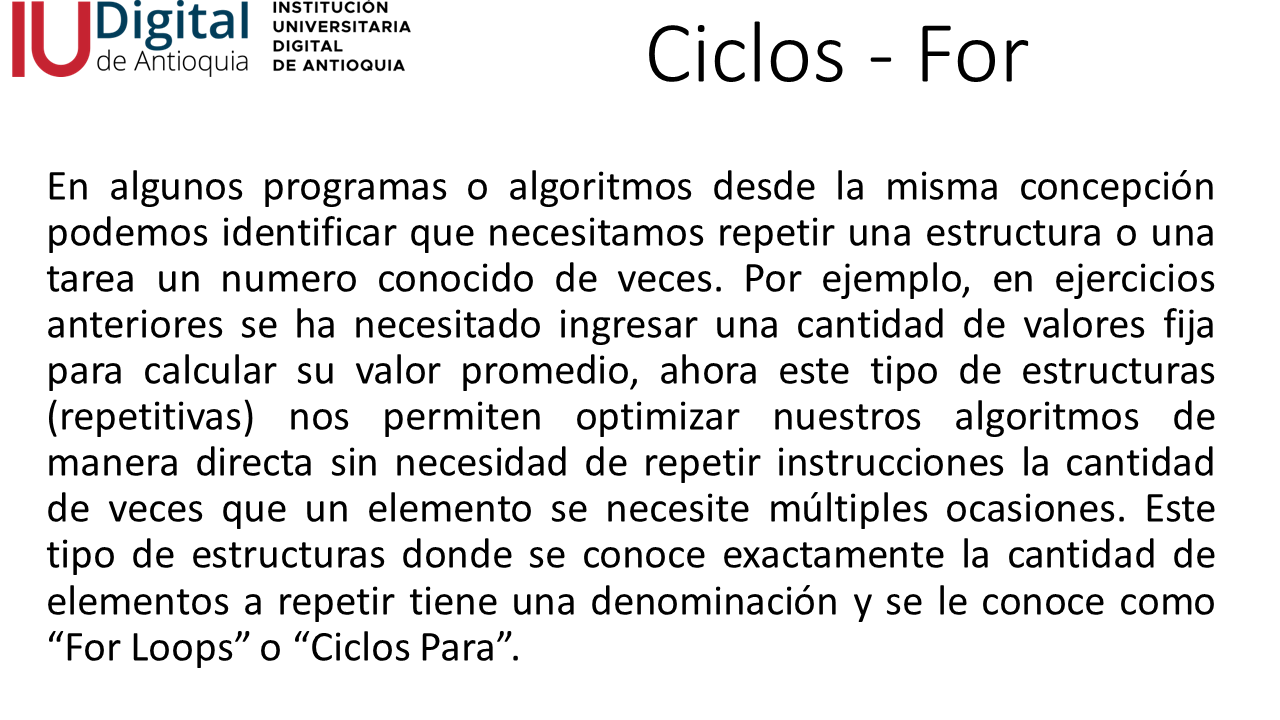 IU Digital
de Antioquia
INSTITUCIÓN
UNIVERSITARIA
DIGITAL
DE ANTIOQUIA
Ciclos - For
En algunos programas o algoritmos desde la misma concepción
podemos identificar que necesitamos repetir una estructura o una
tarea un numero conocido de veces. Por ejemplo, en ejercicios
anteriores se ha necesitado ingresar una cantidad de valores fija
para calcular su valor promedio, ahora este tipo de estructuras
(repetitivas) nos permiten optimizar nuestros algoritmos de
manera directa sin necesidad de repetir instrucciones la cantidad
de veces que un elemento se necesite múltiples ocasiones. Este
tipo de estructuras donde se conoce exactamente la cantidad de
elementos a repetir tiene una denominación y se le conoce como
“For Loops” o “Ciclos Para”.